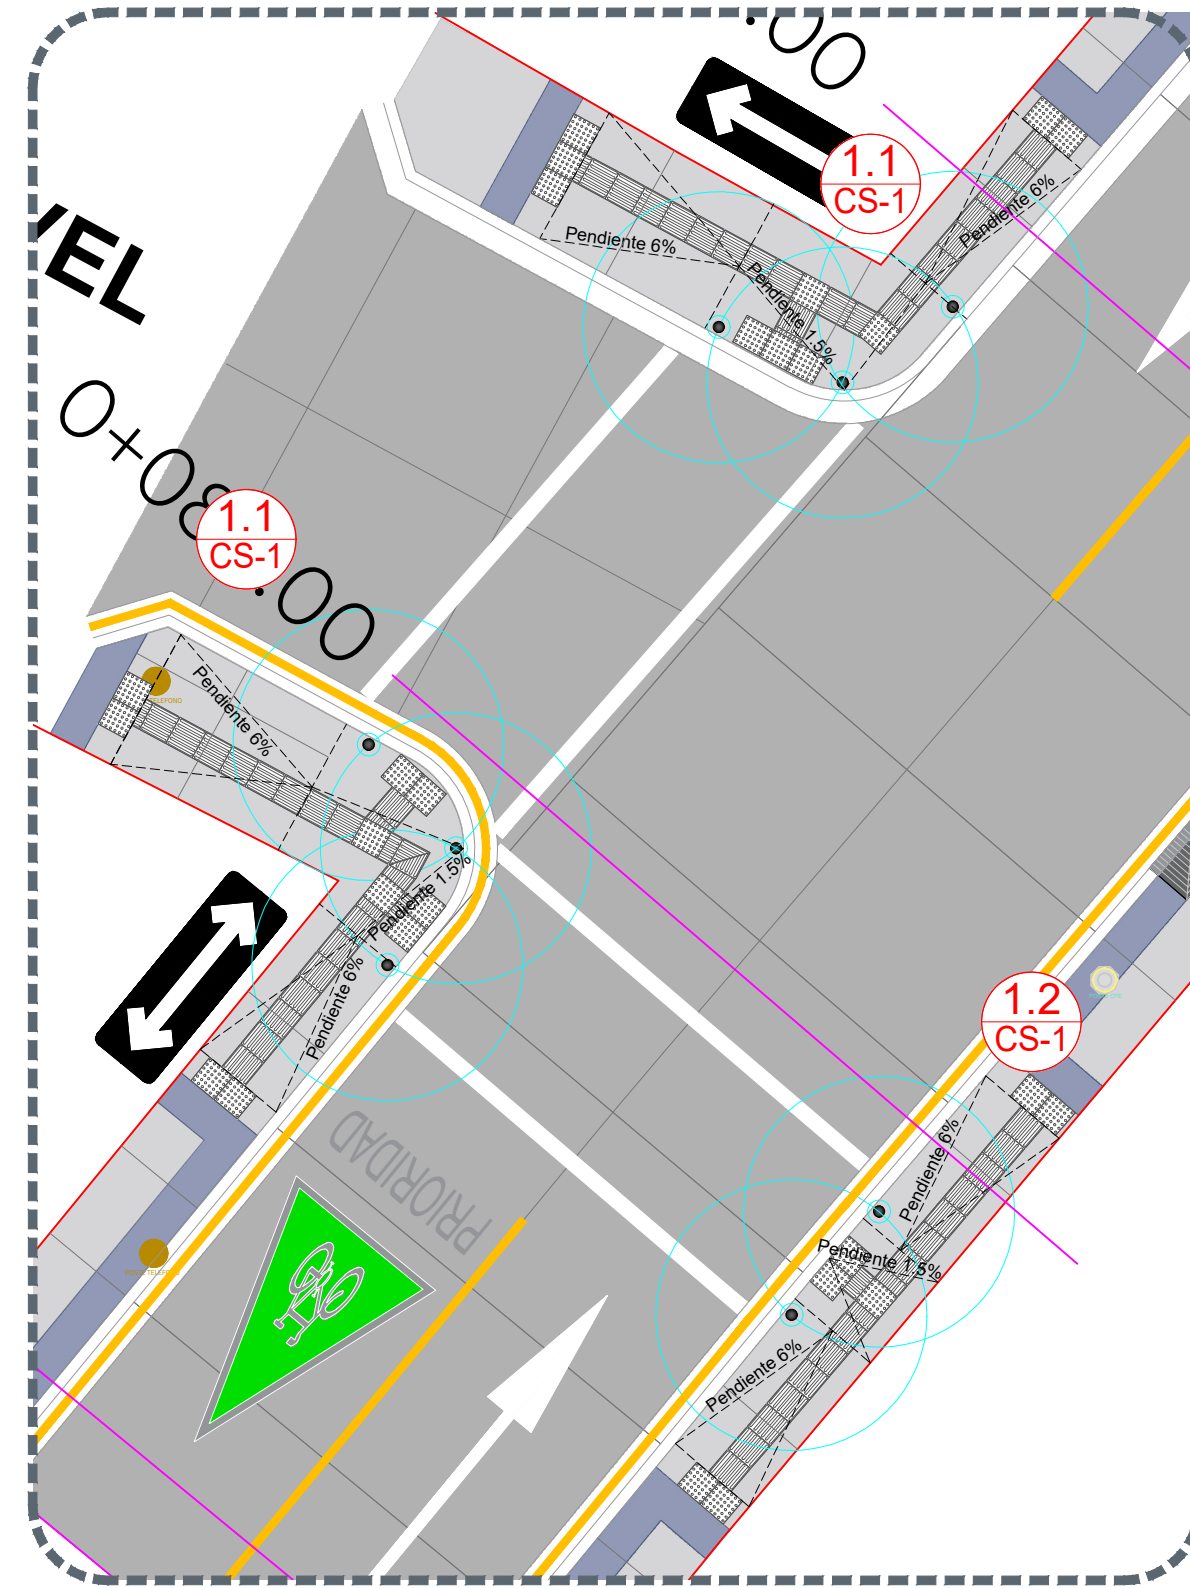 .00
1.1
CS-1
Pendiente 6%
Pendiente 6%
Pendiente 1.5%
VEL
0+08
.00
1.1
CS-1
Pendiente 6%
TELEFONO
Pendiente 1.5%
Pendiente 6%
1.2
CS-1
PRIORIDAD
Pendiente 6%
Pendiente 1.5%
Pendiente 6%